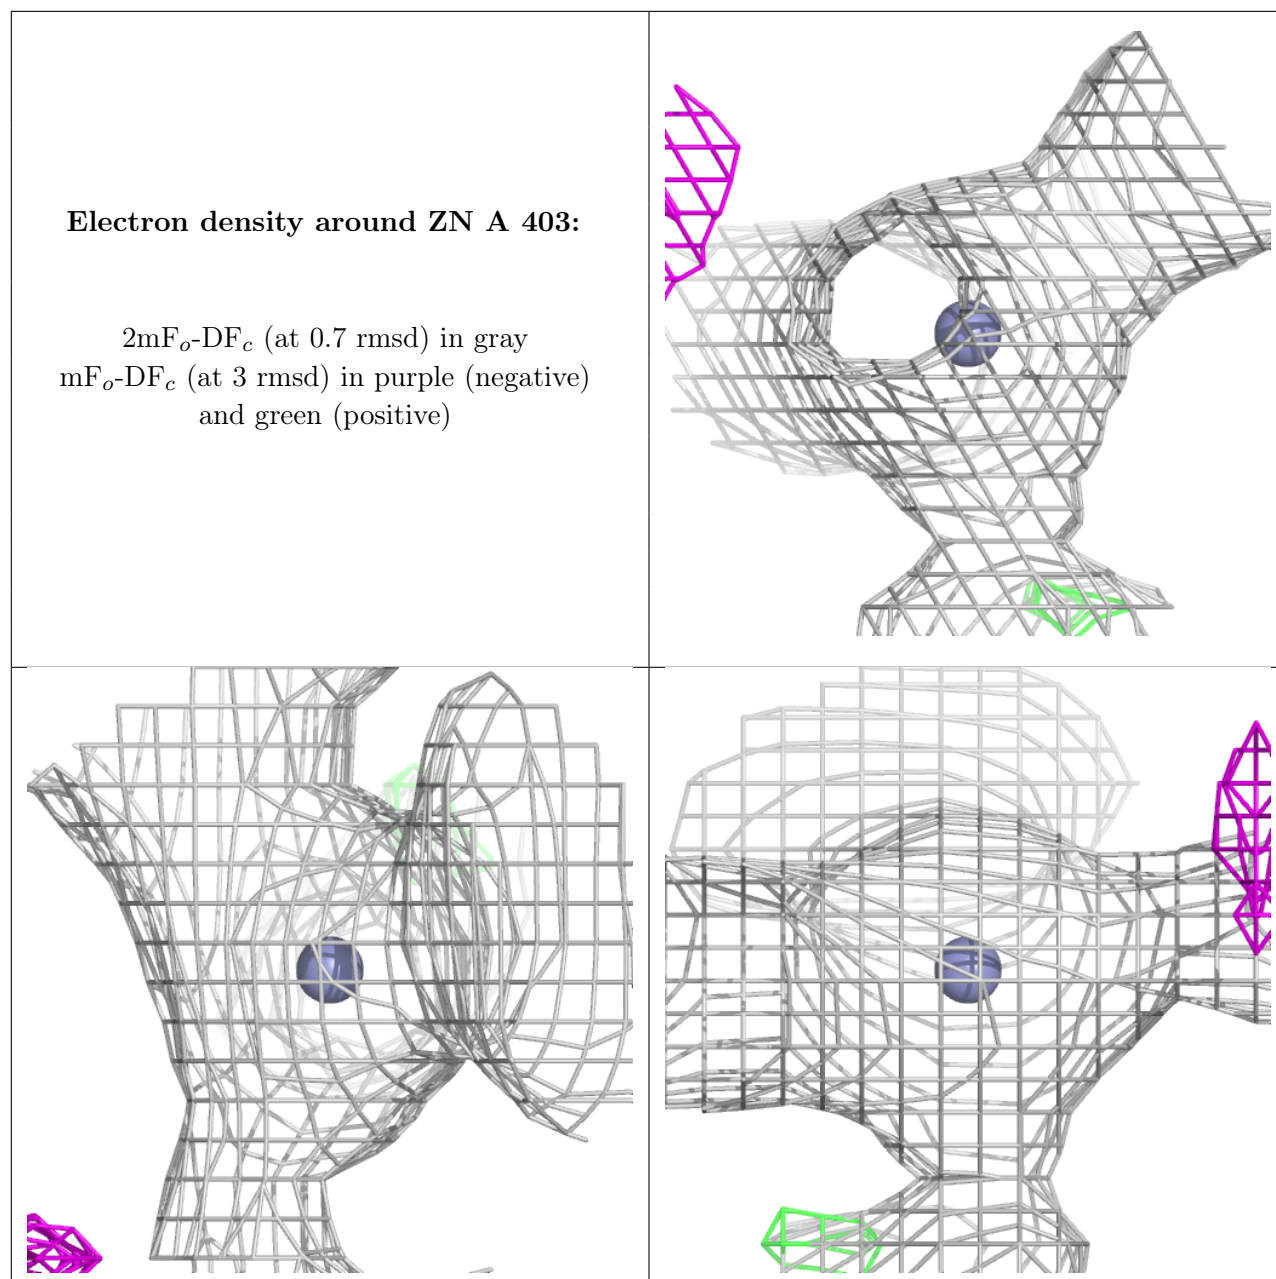 Electron density around ZN A 403:
2mFo-DFc (at 0.7 rmsd) in gray
mFo-DFc (at 3 rmsd) in purple (negative)
and green (positive)